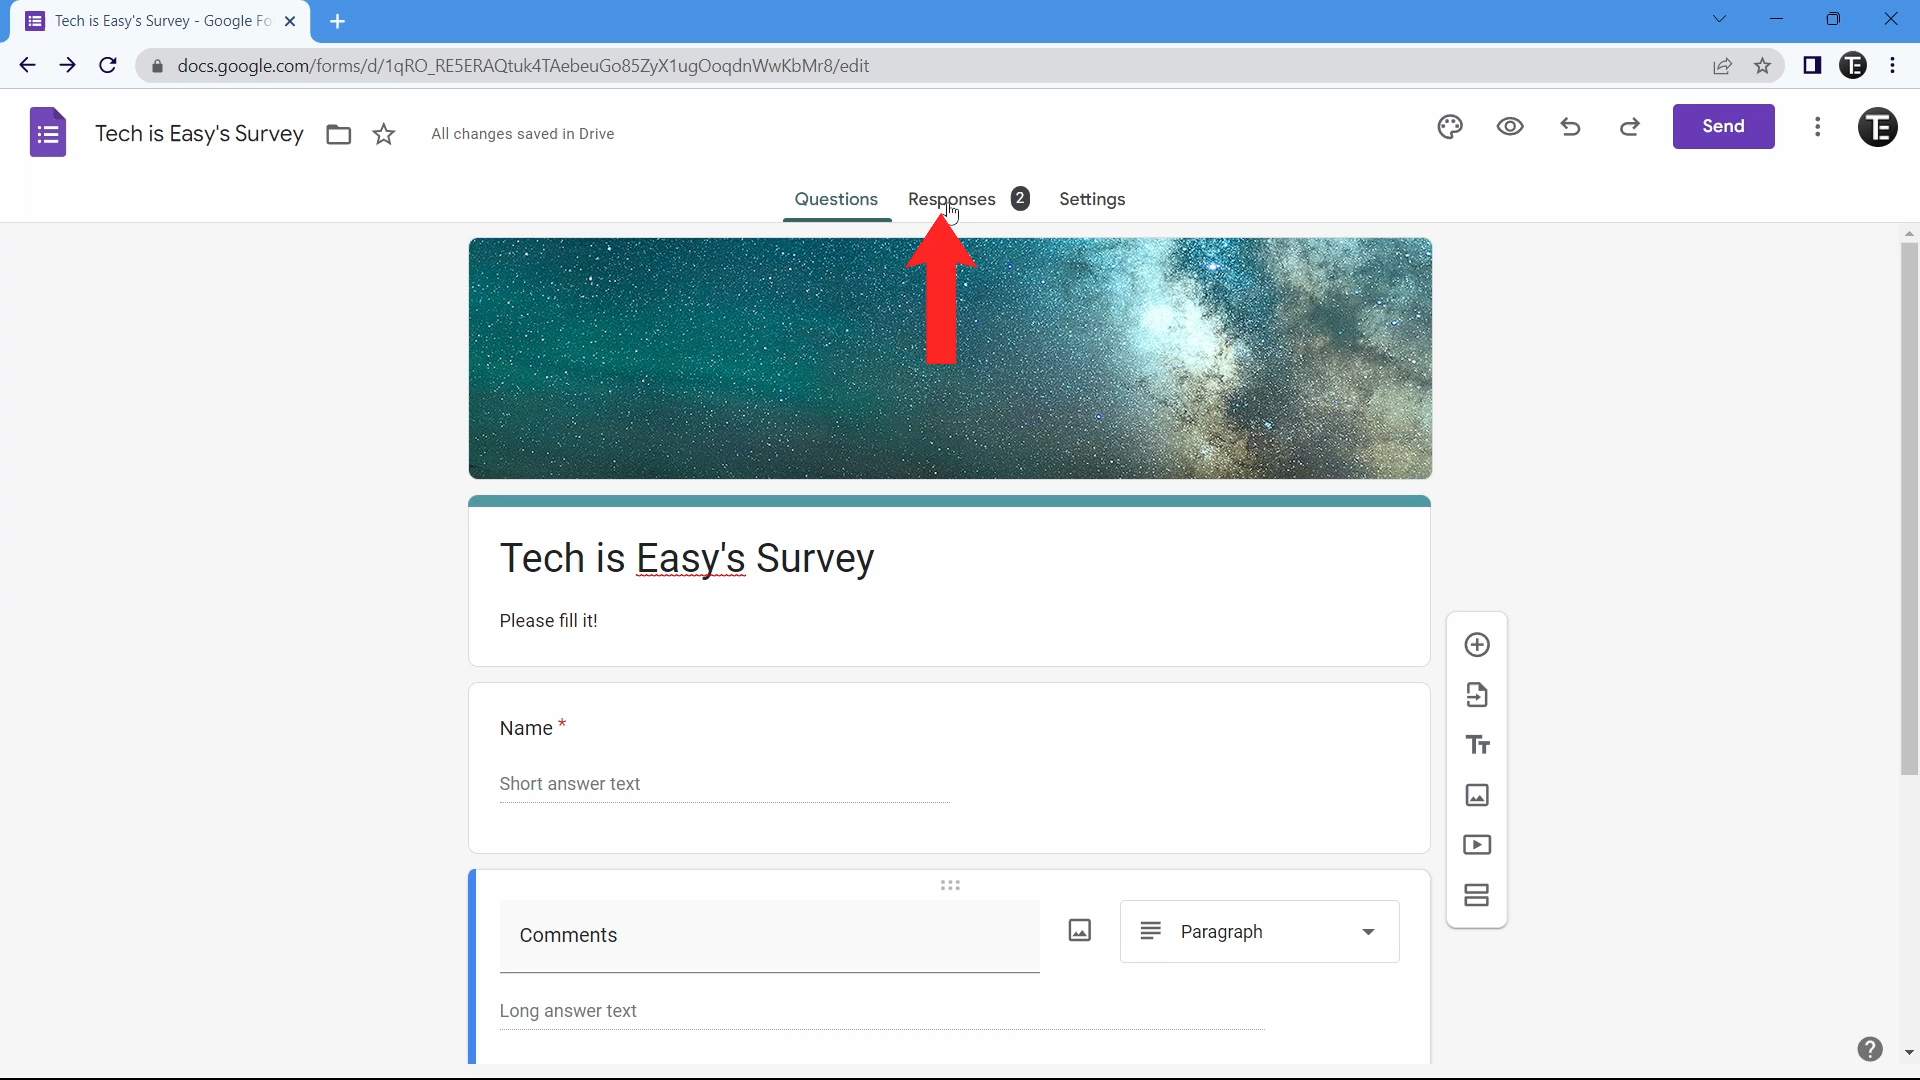 Tech is Easy's Survey - Google Fo
docs.google.com/forms/d/1qRO_RE5ERAQtuk4TAebeuGo85ZyX1ugOoqdnWwKbMr8/edit
TE
Tech is Easy's Survey
All changes saved in Drive
Send
TE
Questions
Responses
2
Settings
Tech is Easy's Survey
Please fill it!
Name *
Short answer text
Comments
Paragraph
Long answer text